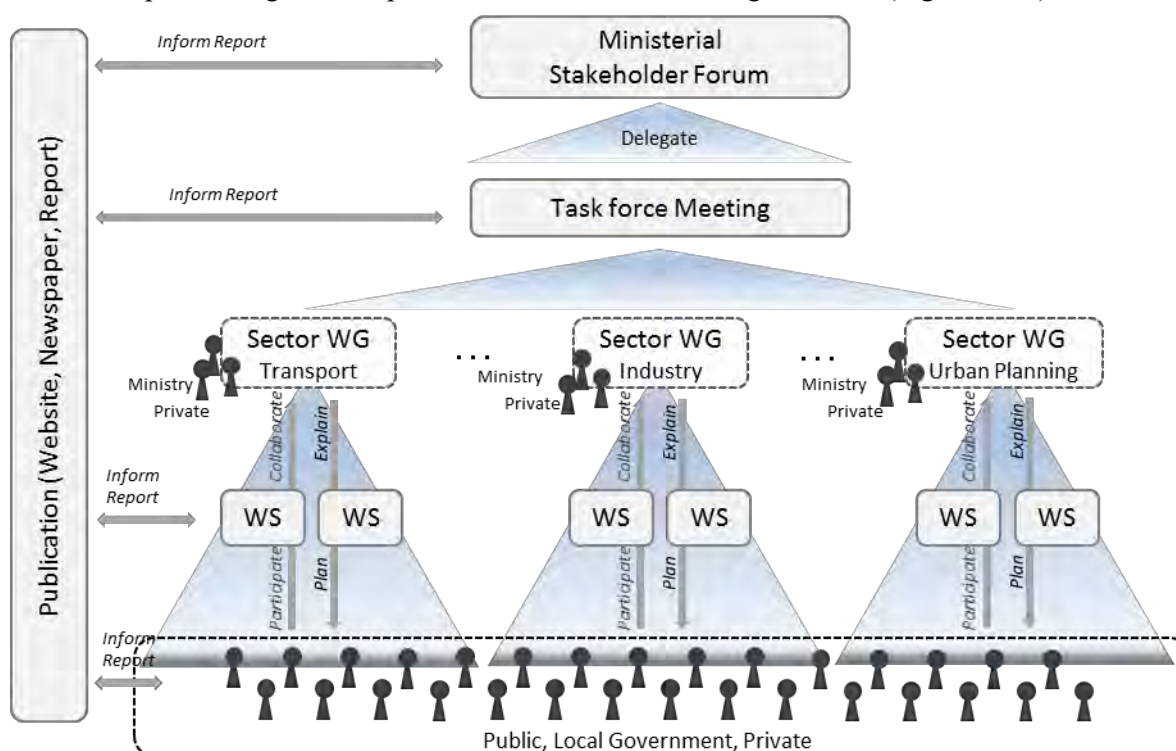 Inform Report
Ministerial
Stakeholder Forum
Delegate
Inform Report
Task force Meeting
Publication (Website, Newspaper, Report)
Sector WG
Transport
Ministry
Private
...
Sector WG
Industry
Ministry
Private
...
Sector WG
Urban Planning
Ministry
Private
Collaborate
Explain
Collaborate
Explain
Collaborate
Explain
Inform
Report
WS
WS
WS
WS
WS
WS
Participate
Plan
Participate
Plan
Participate
Plan
Inform
Report
Public, Local Government, Private